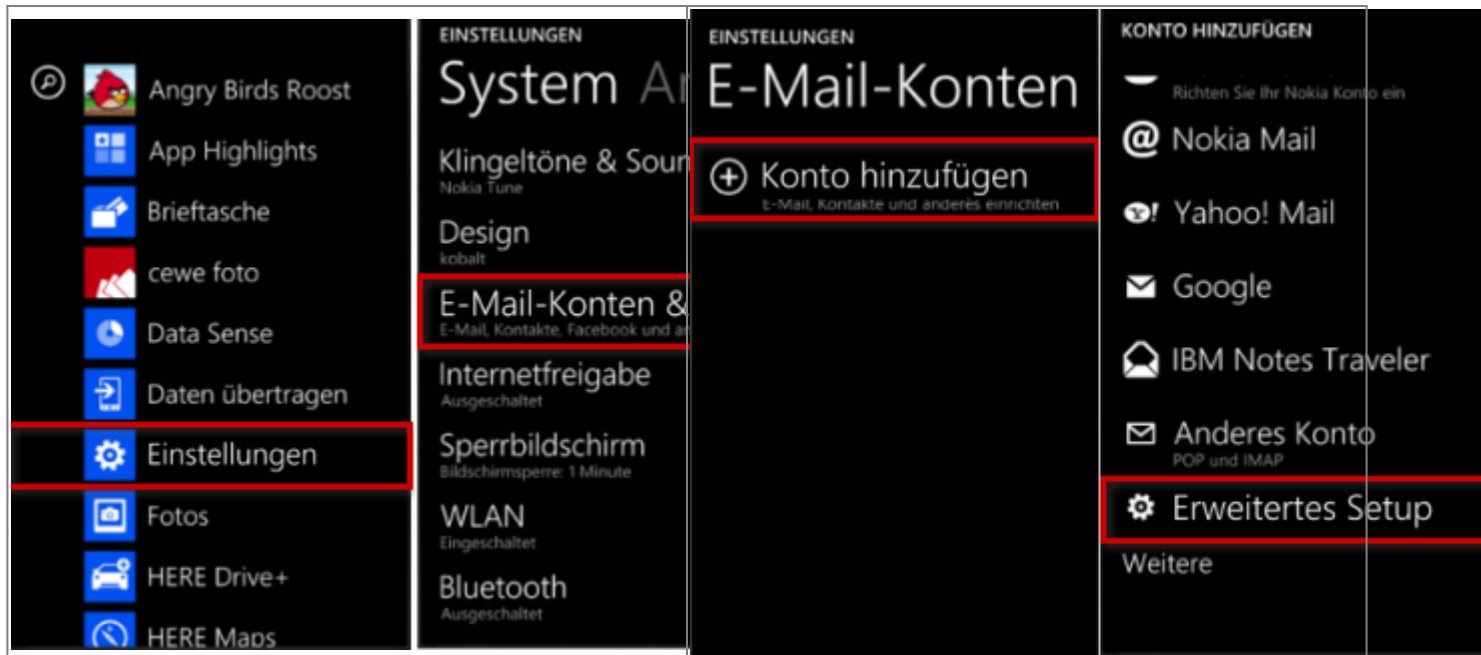 Angry Birds Roost
App Highlights
Brieftasche
cewe foto
Data Sense
Daten übertragen
Einstellungen
Fotos
HERE Drive+
HERE Maps
EINSTELLUNGEN
System
Klingeltöne & Soun
Nokia Tune
Design
kobalt
E-Mail-Konten &
E-Mail, Kontakte, Facebook und an
Internetfreigabe
Ausgeschaltet
Sperrbildschirm
Bildschirmsperre: 1 Minute
WLAN
Eingeschaltet
Bluetooth
Ausgeschaltet
EINSTELLUNGEN
E-Mail-Konten
Konto hinzufügen
E-Mail, Kontakte und anderes einrichten
KONTO HINZUFÜGEN
Richten Sie Ihr Nokia Konto ein
@ Nokia Mail
Yahoo! Mail
Google
IBM Notes Traveler
Anderes Konto
POP und IMAP
Erweitertes Setup
Weitere